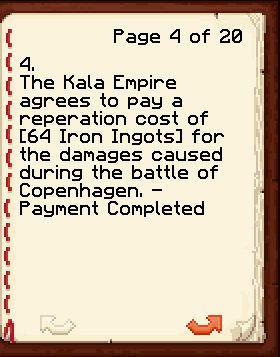 Page 4 of 20
4.
The Kala Empire
agrees to pay a
reperation cost of
[64 Iron Ingots] for
the damages caused
during the battle of
Copenhagen. -
Payment Completed